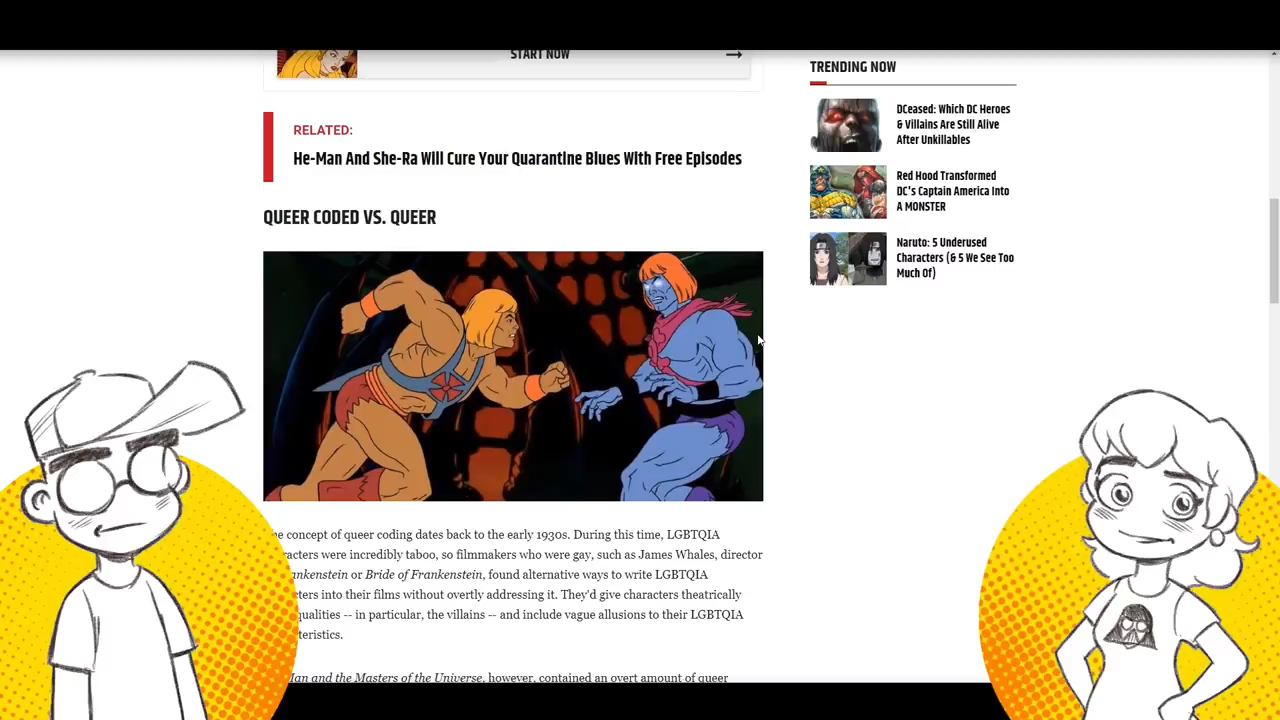 START NOW
RELATED:
He-Man And She-Ra Will Cure Your Quarantine Blues With Free Episodes
QUEER CODED VS. QUEER
concept of queer coding dates back to the early 1930s. During this time, LGBTQIA
were incredibly taboo, so filmmakers who were gay, such as James Whales, director
or Bride of Frankenstein, found alternative ways to write LGBTQIA
into their films without overtly addressing it. They'd give characters theatrically
qualities -- in particular, the villains -- and include vague allusions to their LGBTQIA
and the Masters of the Universe, however, contained an overt amount of queer
TRENDING NOW
DCeased: Which DC Heroes
& Villains Are Still Alive
After Unkillables
Red Hood Transformed
DC's Captain America Into
A MONSTER
Naruto: 5 Underused
Characters (& 5 We See Too
Much Of)